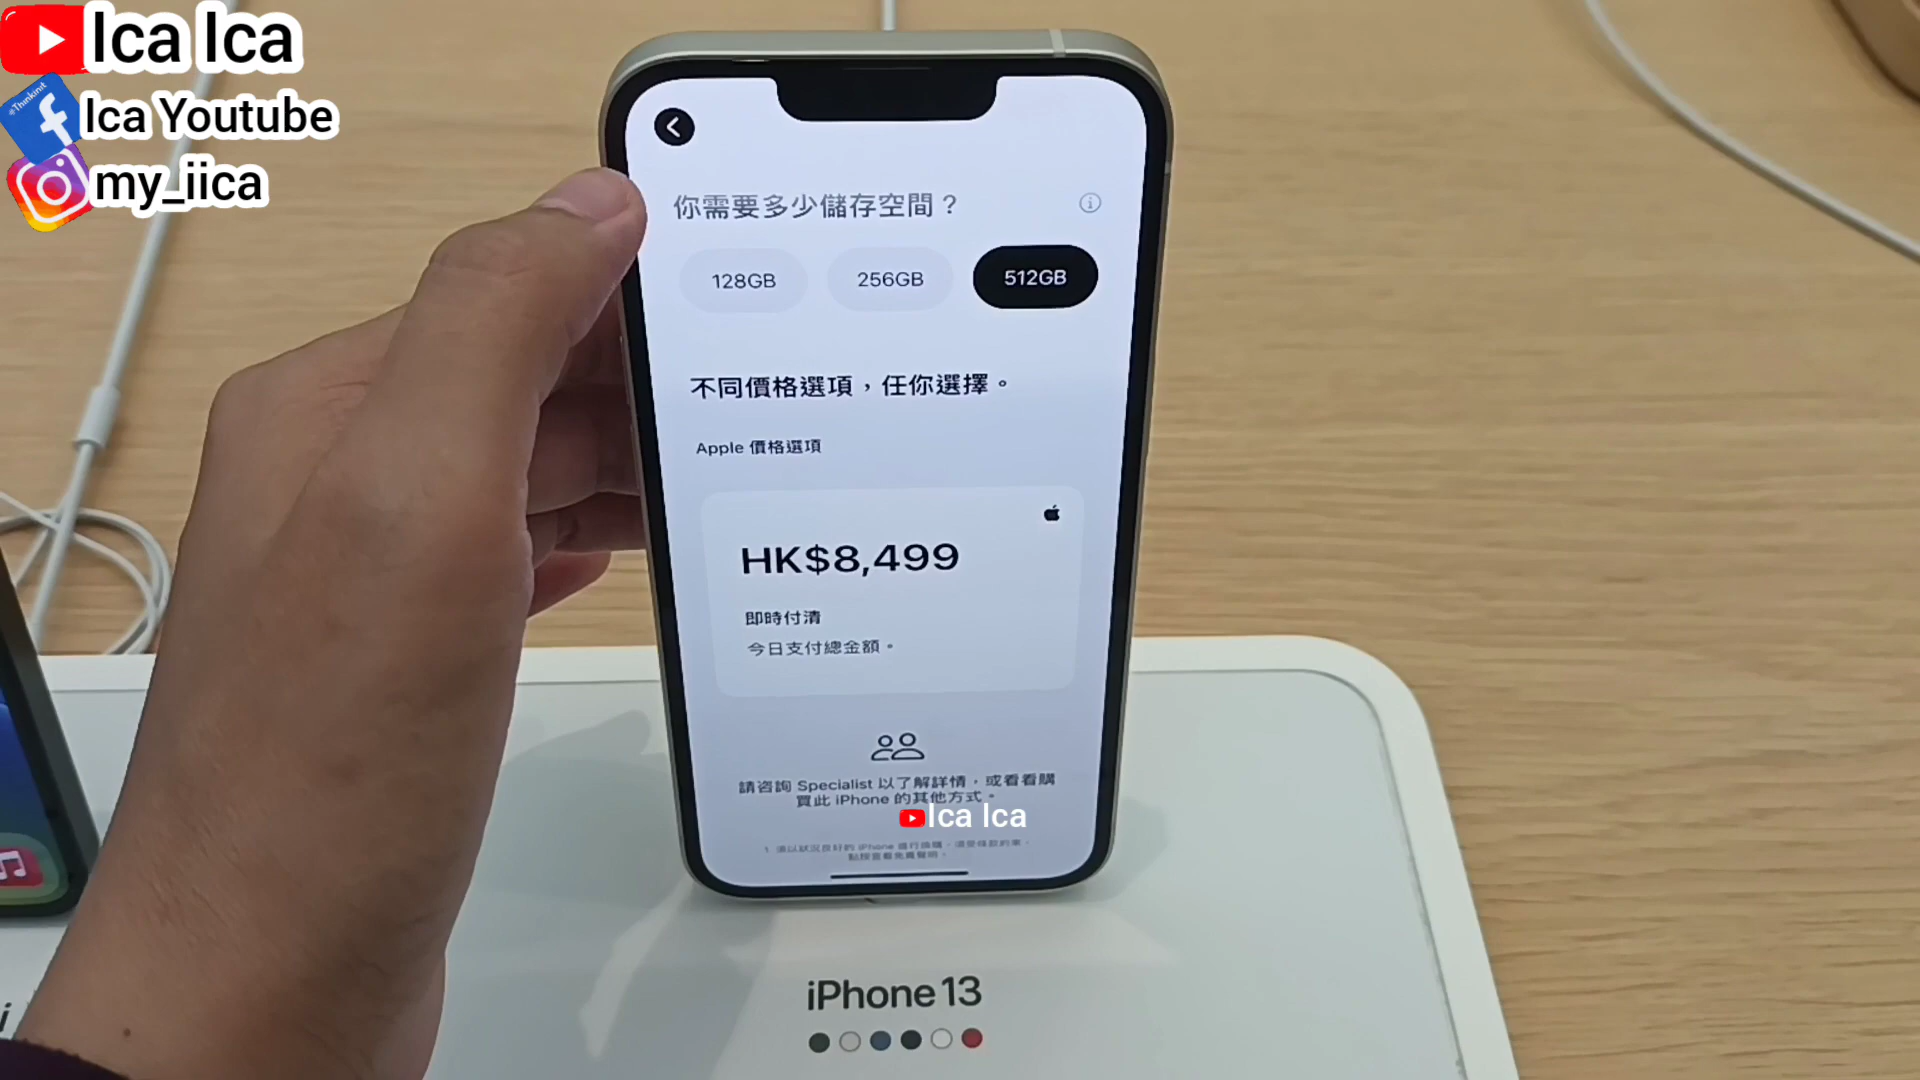 Ica Ica
@Thinkinit
Ica Youtube
my_iica
你需要多少儲存空間？
128GB
256GB
512GB
不同價格選項，任你選擇。
Apple 價格選項
HK$8,499
即時付清
今日支付總金額。
請咨詢 Specialist 以了解詳情，或看看購
買此 iPhone 的其他方式。
Ica Ica
iPhone 13